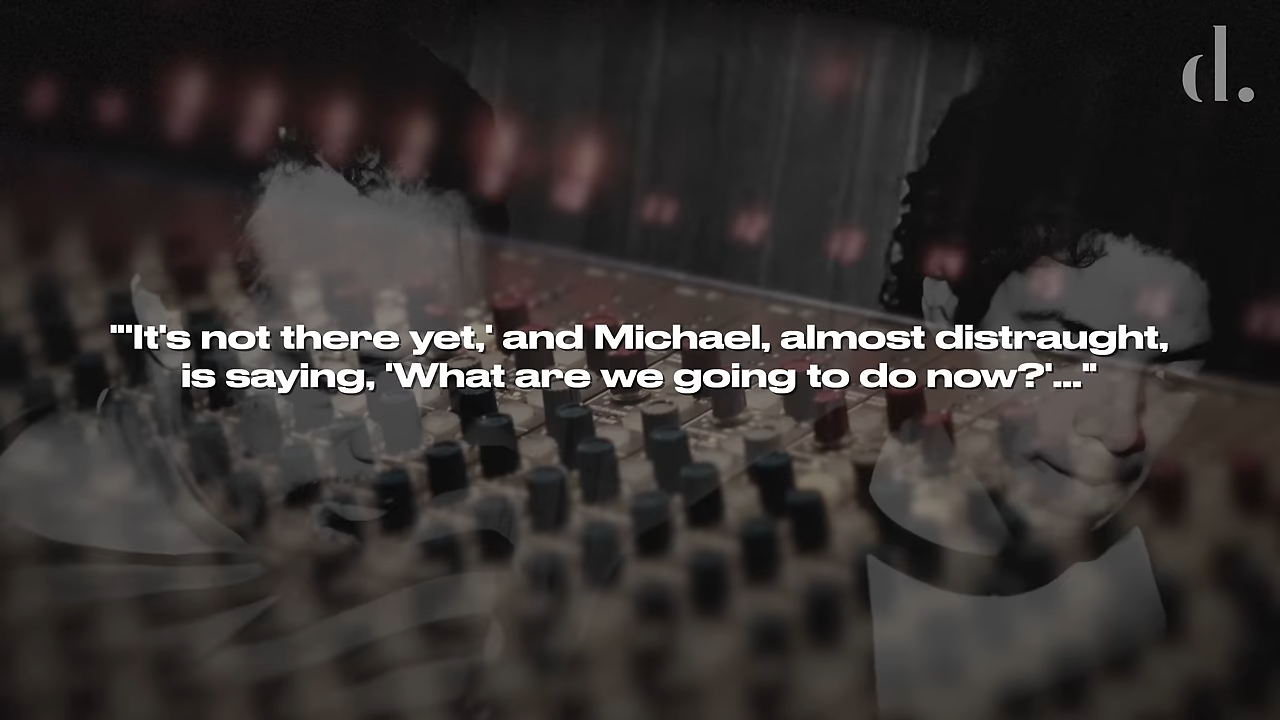 d.
"'It's not there yet,' and Michael, almost distraught,
is saying, 'What are we going to do now?'..."